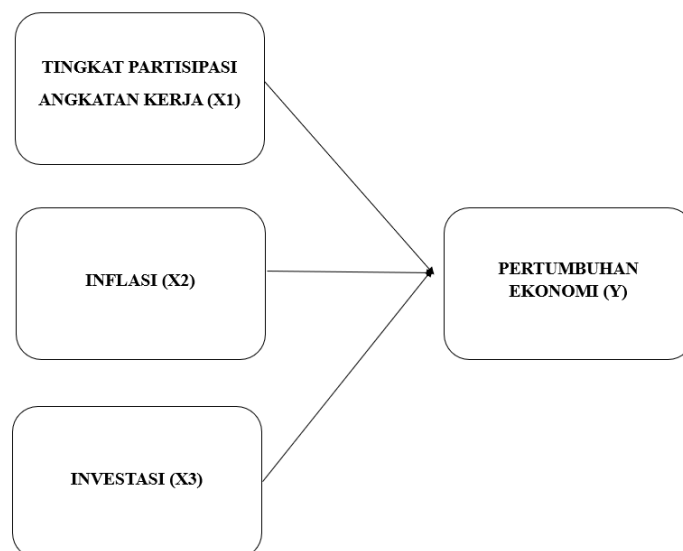 TINGKAT PARTISIPASI
ANGKATAN KERJA (X1)
INFLASI (X2)
PERTUMBUHAN
EKONOMI (Y)
INVESTASI (X3)